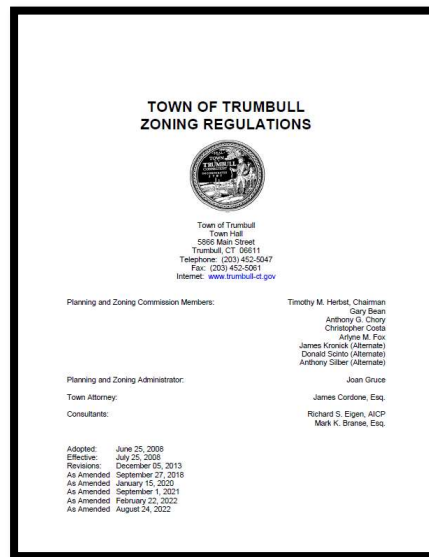 TOWN OF TRUMBULL
ZONING REGULATIONS
TOWN
TRUMBULL
Town of Trumbull
Town Hall
5866 Main Street
Trumbull, CT 06611
Telephone: (203) 452-5047
Fax: (203) 452-5061
Internet: www.trumbull-ct.gov
Planning and Zoning Commission Members: Timothy M. Herbst, Chairman
Gary Bean
Anthony G. Chory
Christopher Costa
Arlyne M. Fox
James Kronick (Alternate)
Donald Scinto (Alternate)
Anthony Silber (Alternate)
Planning and Zoning Administrator: Joan Gruce
Town Attorney: James Cordone, Esq.
Consultants: Richard S. Eigen, AICP
Mark K. Branse, Esq.
Adopted: June 25, 2008
Effective: July 25, 2008
Revisions: December 05, 2013
As Amended September 27, 2018
As Amended January 15, 2020
As Amended September 1, 2021
As Amended February 22, 2022
As Amended August 24, 2022